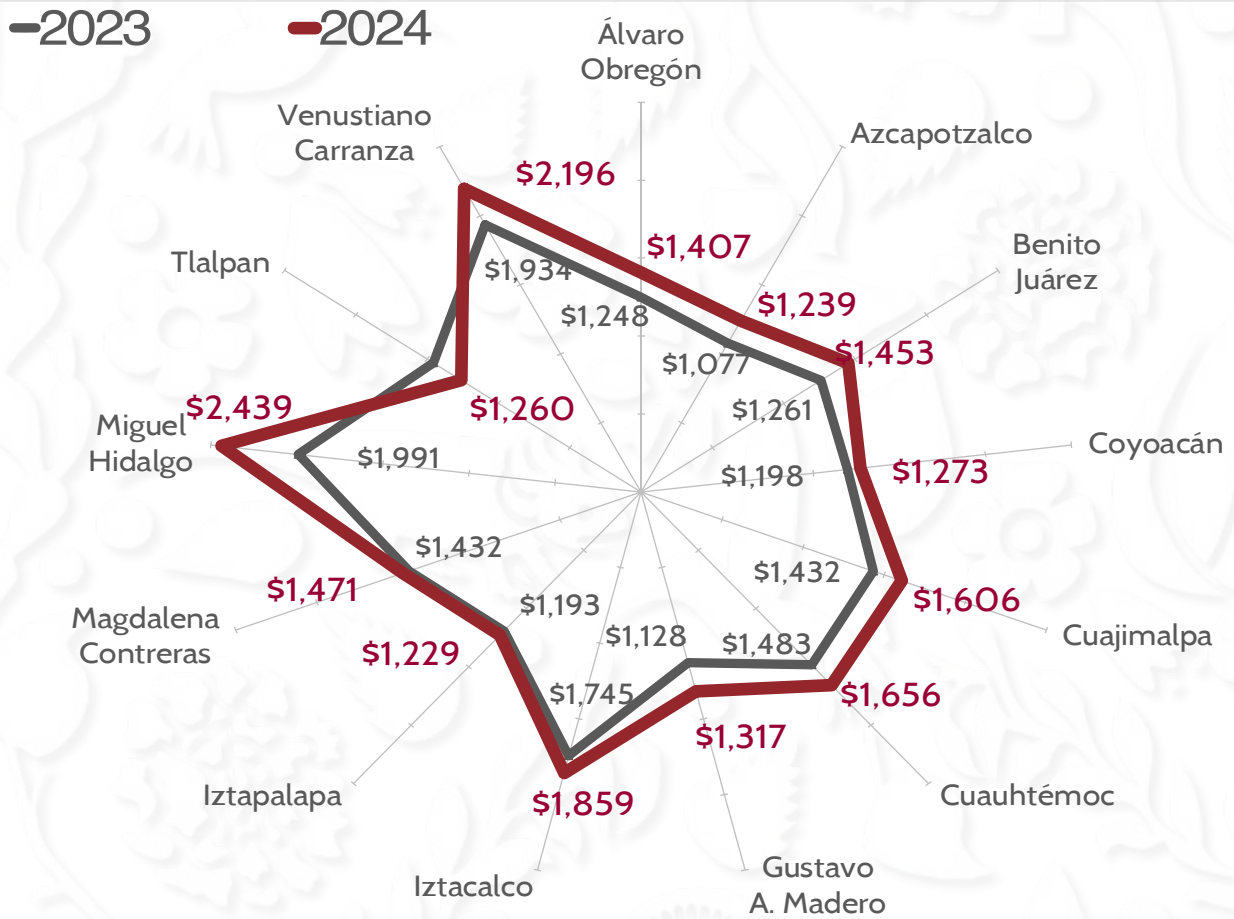 2023
2024
Álvaro
Obregón
Venustiano
Carranza
Azcapotzalco
$2,196
Benito
Juárez
$1,407
Tlalpan
$1,934
$1,239
$1,248
$1,453
$1,077
$2,439
$1,260
$1,261
Miguel
Hidalgo
Coyoacán
$1,991
$1,198
$1,273
$1,432
$1,432
$1,471
$1,606
$1,193
Magdalena
Contreras
$1,128
$1,483
Cuajimalpa
$1,229
$1,745
$1,656
$1,317
Iztapalapa
$1,859
Cuauhtémoc
Iztacalco
Gustavo
A. Madero